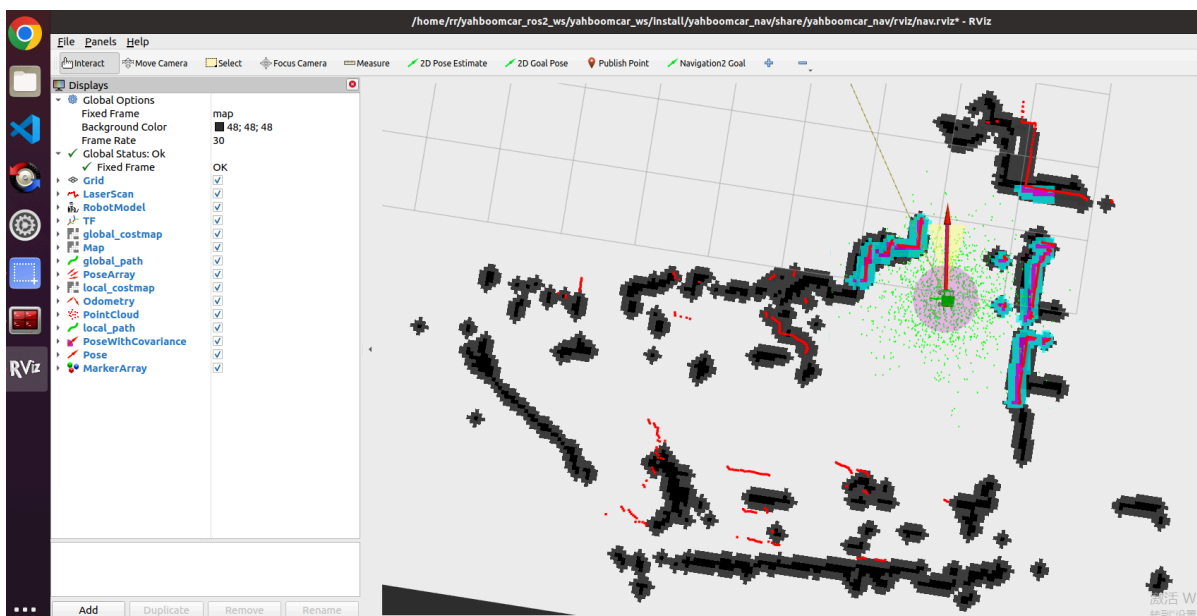 /home/rr/yahboomcar_ros2_ws/yahboomcar_ws/install/yahboomcar_nav/share/yahboomcar_nav/rviz/nav.rviz* - RViz
File Panels Help
Interact Move Camera Select Focus Camera Measure 2D Pose Estimate 2D Goal Pose Publish Point Navigation2 Goal
Displays
Global Options
Fixed Frame map
Background Color 48; 48; 48
Frame Rate 30
Global Status: Ok
Fixed Frame OK
Grid
LaserScan
RobotModel
TF
global_costmap
Map
global_path
PoseArray
local_costmap
Odometry
PointCloud
local_path
PoseWithCovariance
Pose
MarkerArray
RViz
Add Duplicate Remove Rename
激活 W